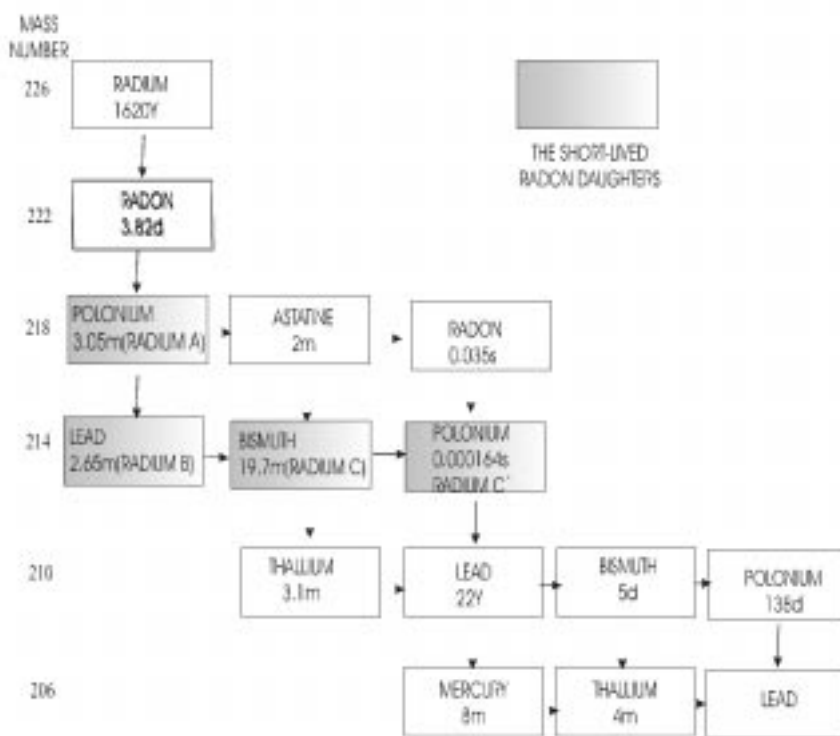 MASS
NUMBER
226
RADIUM
1620Y
THE SHORT-LIVED
RADON DAUGHTERS
222
RADON
3.82d
218
POLONIUM
3.05m(RADIUM A)
ASTATINE
2m
RADON
0.035s
214
LEAD
2.65m(RADIUM B)
BISMUTH
19.7m(RADIUM C)
POLONIUM
0.000164s
RADIUM C'
210
THALLIUM
3.1m
LEAD
22Y
BISMUTH
5d
POLONIUM
138d
206
MERCURY
8m
THALLIUM
4m
LEAD